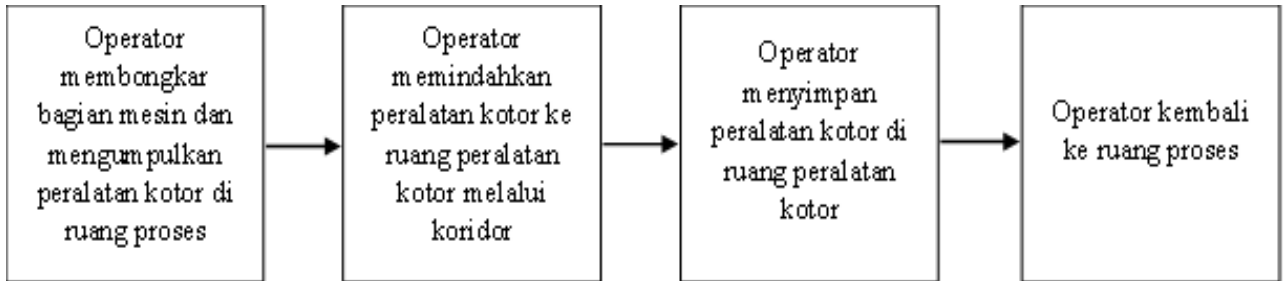 Operator
membongkar
bagian mesin dan
mengumpulkan
peralatan kotor di
ruang proses
Operator
memindahkan
peralatan kotor ke
ruang peralatan
kotor melalui
koridor
Operator
menyimpan
peralatan kotor di
ruang peralatan
kotor
Operator kembali
ke ruang proses